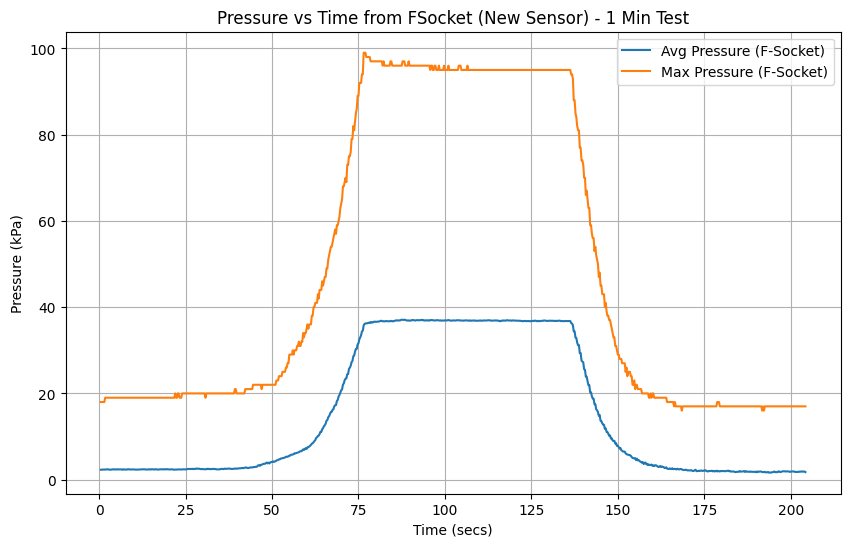 Pressure vs Time from FSocket (New Sensor) - 1 Min Test
Avg Pressure (F-Socket)
Max Pressure (F-Socket)
Pressure (kPa)
100
80
60
40
20
0
0 25 50 75 100 125 150 175 200
Time (secs)